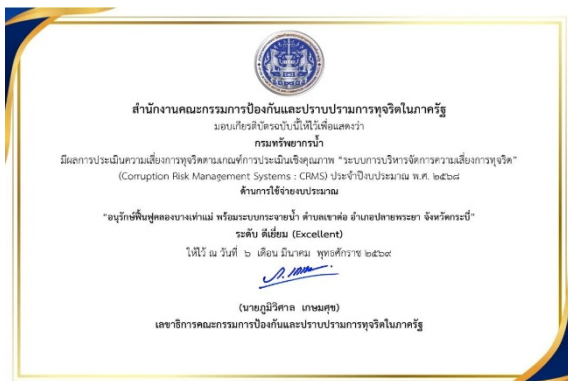 สำนักงานคณะกรรมการป้องกันและปราบปรามการทุจริตในภาครัฐ
มอบเกียรติบัตรฉบับนี้ให้ไว้เพื่อแสดงว่า
กรมทรัพยากรน้ำ
มีผลการประเมินความเสี่ยงการทุจริตตามเกณฑ์การประเมินเชิงคุณภาพ “ระบบการบริหารจัดการความเสี่ยงการทุจริต”
(Corruption Risk Management Systems : CRMS) ประจำปีงบประมาณ พ.ศ. ๒๕๖๘
ด้านการใช้จ่ายงบประมาณ
“อนุรักษ์ฟื้นฟูคลองบางเท่าแม่ พร้อมระบบกระจายน้ำ ตำบลเขาต่อ อำเภอปลายพระยา จังหวัดกระบี่”
ระดับ ดีเยี่ยม (Excellent)
ให้ไว้ ณ วันที่ ๖ เดือน มีนาคม พุทธศักราช ๒๕๖๙
(นายภูมิวิศาล เกษมศุข)
เลขาธิการคณะกรรมการป้องกันและปราบปรามการทุจริตในภาครัฐ